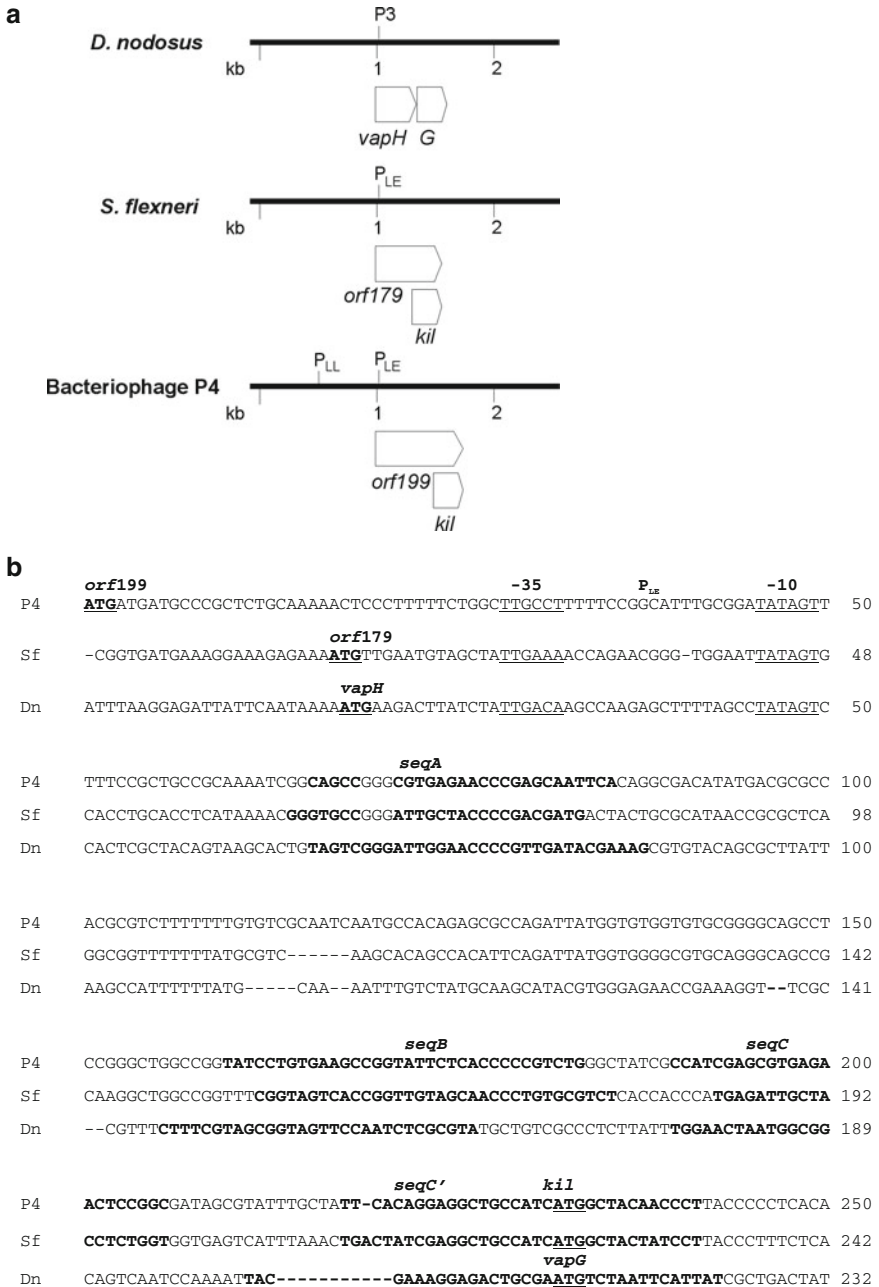 a
P3
D. nodosus
kb
1 2
vapH G
PLE
S. flexneri
kb
1 2
orf179
kil
PLL PLE
Bacteriophage P4
kb
1 2
orf199
kil
b
orf199 -35 PLE -10
P4 ATGATGATGCCCGCTCTGCAAAAACTCCCTTTTTCTGGCTTGCCTTTTTCCGGCATTTGCGGATATAGTT 50
orf179
Sf -CGGTGATGAAAGGAAAGAGAAAATGTTGAATGTAGCTATTGAAAACCAGAACGGG-TGGAATTATAGTG 48
vapH
Dn ATTTAAGGAGATTATTCAATAAAAATGAAGACTTATCTATTGACAAGCCAAGAGCTTTTAGCCTATAGTC 50
seqA
P4 TTTCCGCTGCCGCAAAATCGGCAGCCGGGCGTGAGAACCCGAGCAATTCACAGGCGACATATGACGCGCC 100
Sf CACCTGCACCTCATAAAACGGGTGCCGGGATTGCTACCCCGACGATGACTACTGCGCATAACCGCGCTCA 98
Dn CACTCGCTACAGTAAGCACTGTAGTCGGGATTGGAACCCCGTTGATACGAAAGCGTGTACAGCGCTTATT 100
P4 ACGCGTCTTTTTTTGTGTCGCAATCAATGCCACAGAGCGCCAGATTATGGTGTGGTGTGCGGGGCAGCCT 150
Sf GGCGGTTTTTTTATGCGTC------AAGCACAGCCACATTCAGATTATGGTGGGGCGTGCAGGGCAGCCG 142
Dn AAGCCATTTTTTATG-----CAA--AATTTGTCTATGCAAGCATACGTGGGAGAACCGAAAGGT--TCGC 141
seqB seqC
P4 CCGGGCTGGCCGGTATCCTGTGAAGCCGGTATTCTCACCCCCGTCTGGGCTATCGCCATCGAGCGTGAGA 200
Sf CAAGGCTGGCCGGTTTCGGTAGTCACCGGTTGTAGCAACCCTGTGCGTCTCACCACCCATGAGATTGCTA 192
Dn --CGTTTCTTTCGTAGCGGTAGTTCCAATCTCGCGTATGCTGTCGCCCTCTTATTTGGAACTAATGGCGG 189
seqC′ kil
P4 ACTCCGGCGATAGCGTATTTGCTATT-CACAGGAGGCTGCCATCATGGCTACAACCCTTACCCCCTCACA 250
Sf CCTCTGGTGGTGAGTCATTTAAACTGACTATCGAGGCTGCCATCATGGCTACTATCCTTACCCTTTCTCA 242
vapG
Dn CAGTCAATCCAAAATTAC-----------GAAAGGAGACTGCGAATGTCTAATTCATTATCGCTGACTAT 232